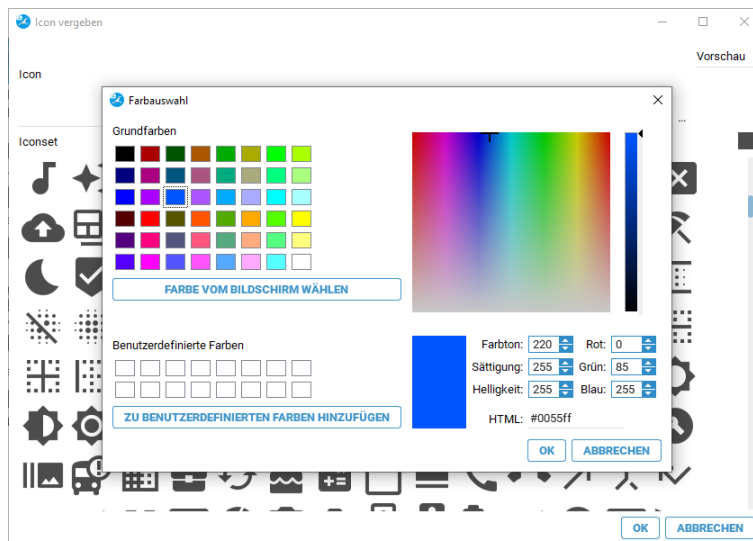 Icon vergeben
Vorschau
Icon
Farbauswahl
Grundfarben
...
Iconset
FARBE VOM BILDSCHIRM WÄHLEN
Benutzerdefinierte Farben
Farbton: 220 Rot: 0
Sättigung: 255 Grün: 85
Helligkeit: 255 Blau: 255
ZU BENUTZERDEFINIERTEN FARBEN HINZUFÜGEN
HTML: #0055ff
OK ABBRECHEN
OK ABBRECHEN